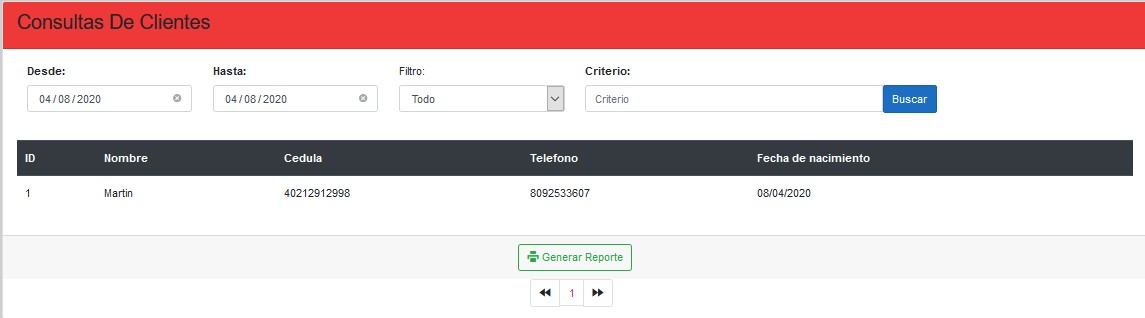 Consultas De Clientes
Desde: Hasta: Filtro: Criterio:
04/08/2020 04/08/2020 Todo Criterio Buscar
ID Nombre Cedula Telefono Fecha de nacimiento
1 Martin 40212912998 8092533607 08/04/2020
Generar Reporte
1